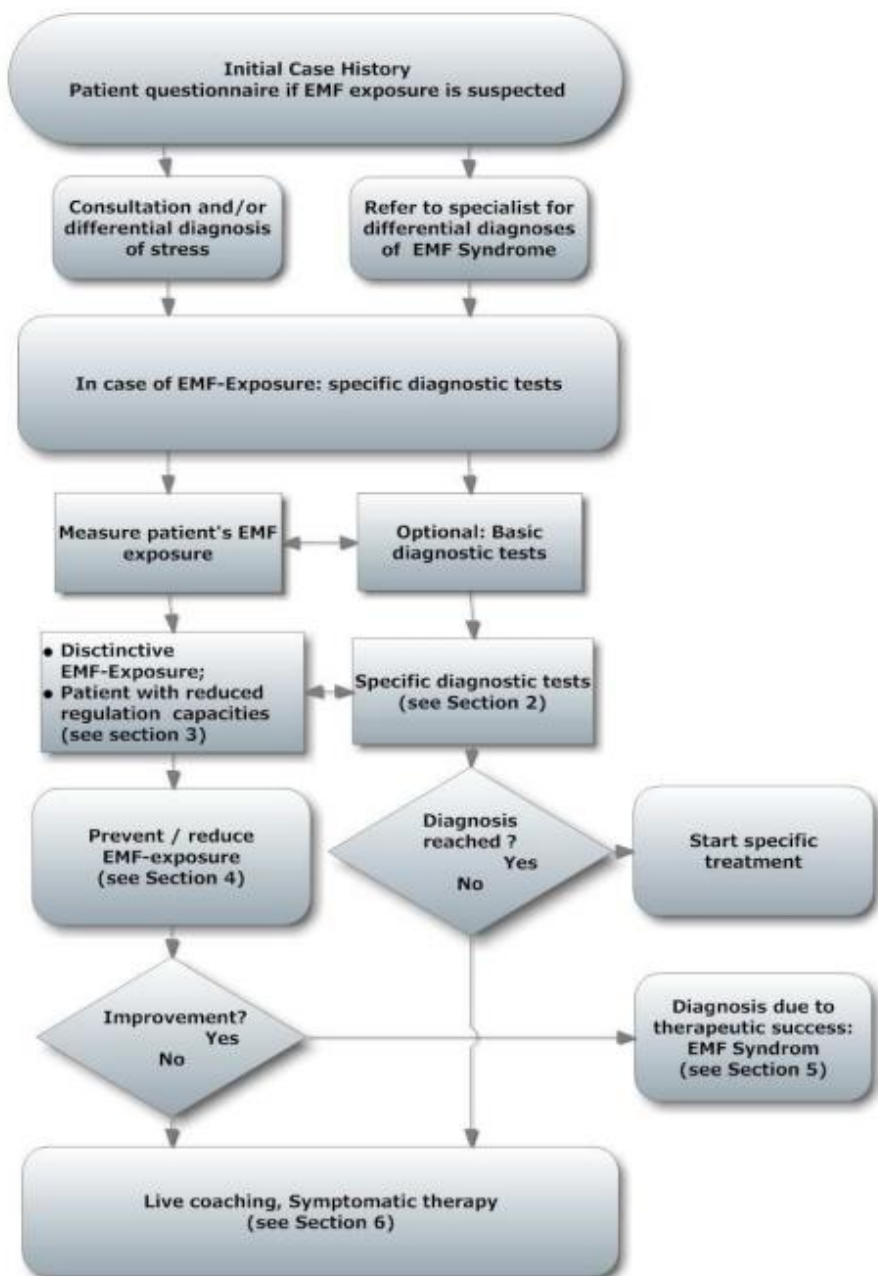 Initial Case History
Patient questionnaire if EMF exposure is suspected
Consultation and/or
differential diagnosis
of stress
Refer to specialist for
differential diagnoses
of EMF Syndrome
In case of EMF-Exposure: specific diagnostic tests
Measure patient's EMF
exposure
Optional: Basic
diagnostic tests
• Disctinctive
EMF-Exposure;
• Patient with reduced
regulation capacities
(see section 3)
Specific diagnostic tests
(see Section 2)
Prevent / reduce
EMF-exposure
(see Section 4)
Diagnosis
reached ?
Yes
No
Start specific
treatment
Improvement?
Yes
No
Diagnosis due to
therapeutic success:
EMF Syndrom
(see Section 5)
Live coaching, Symptomatic therapy
(see Section 6)